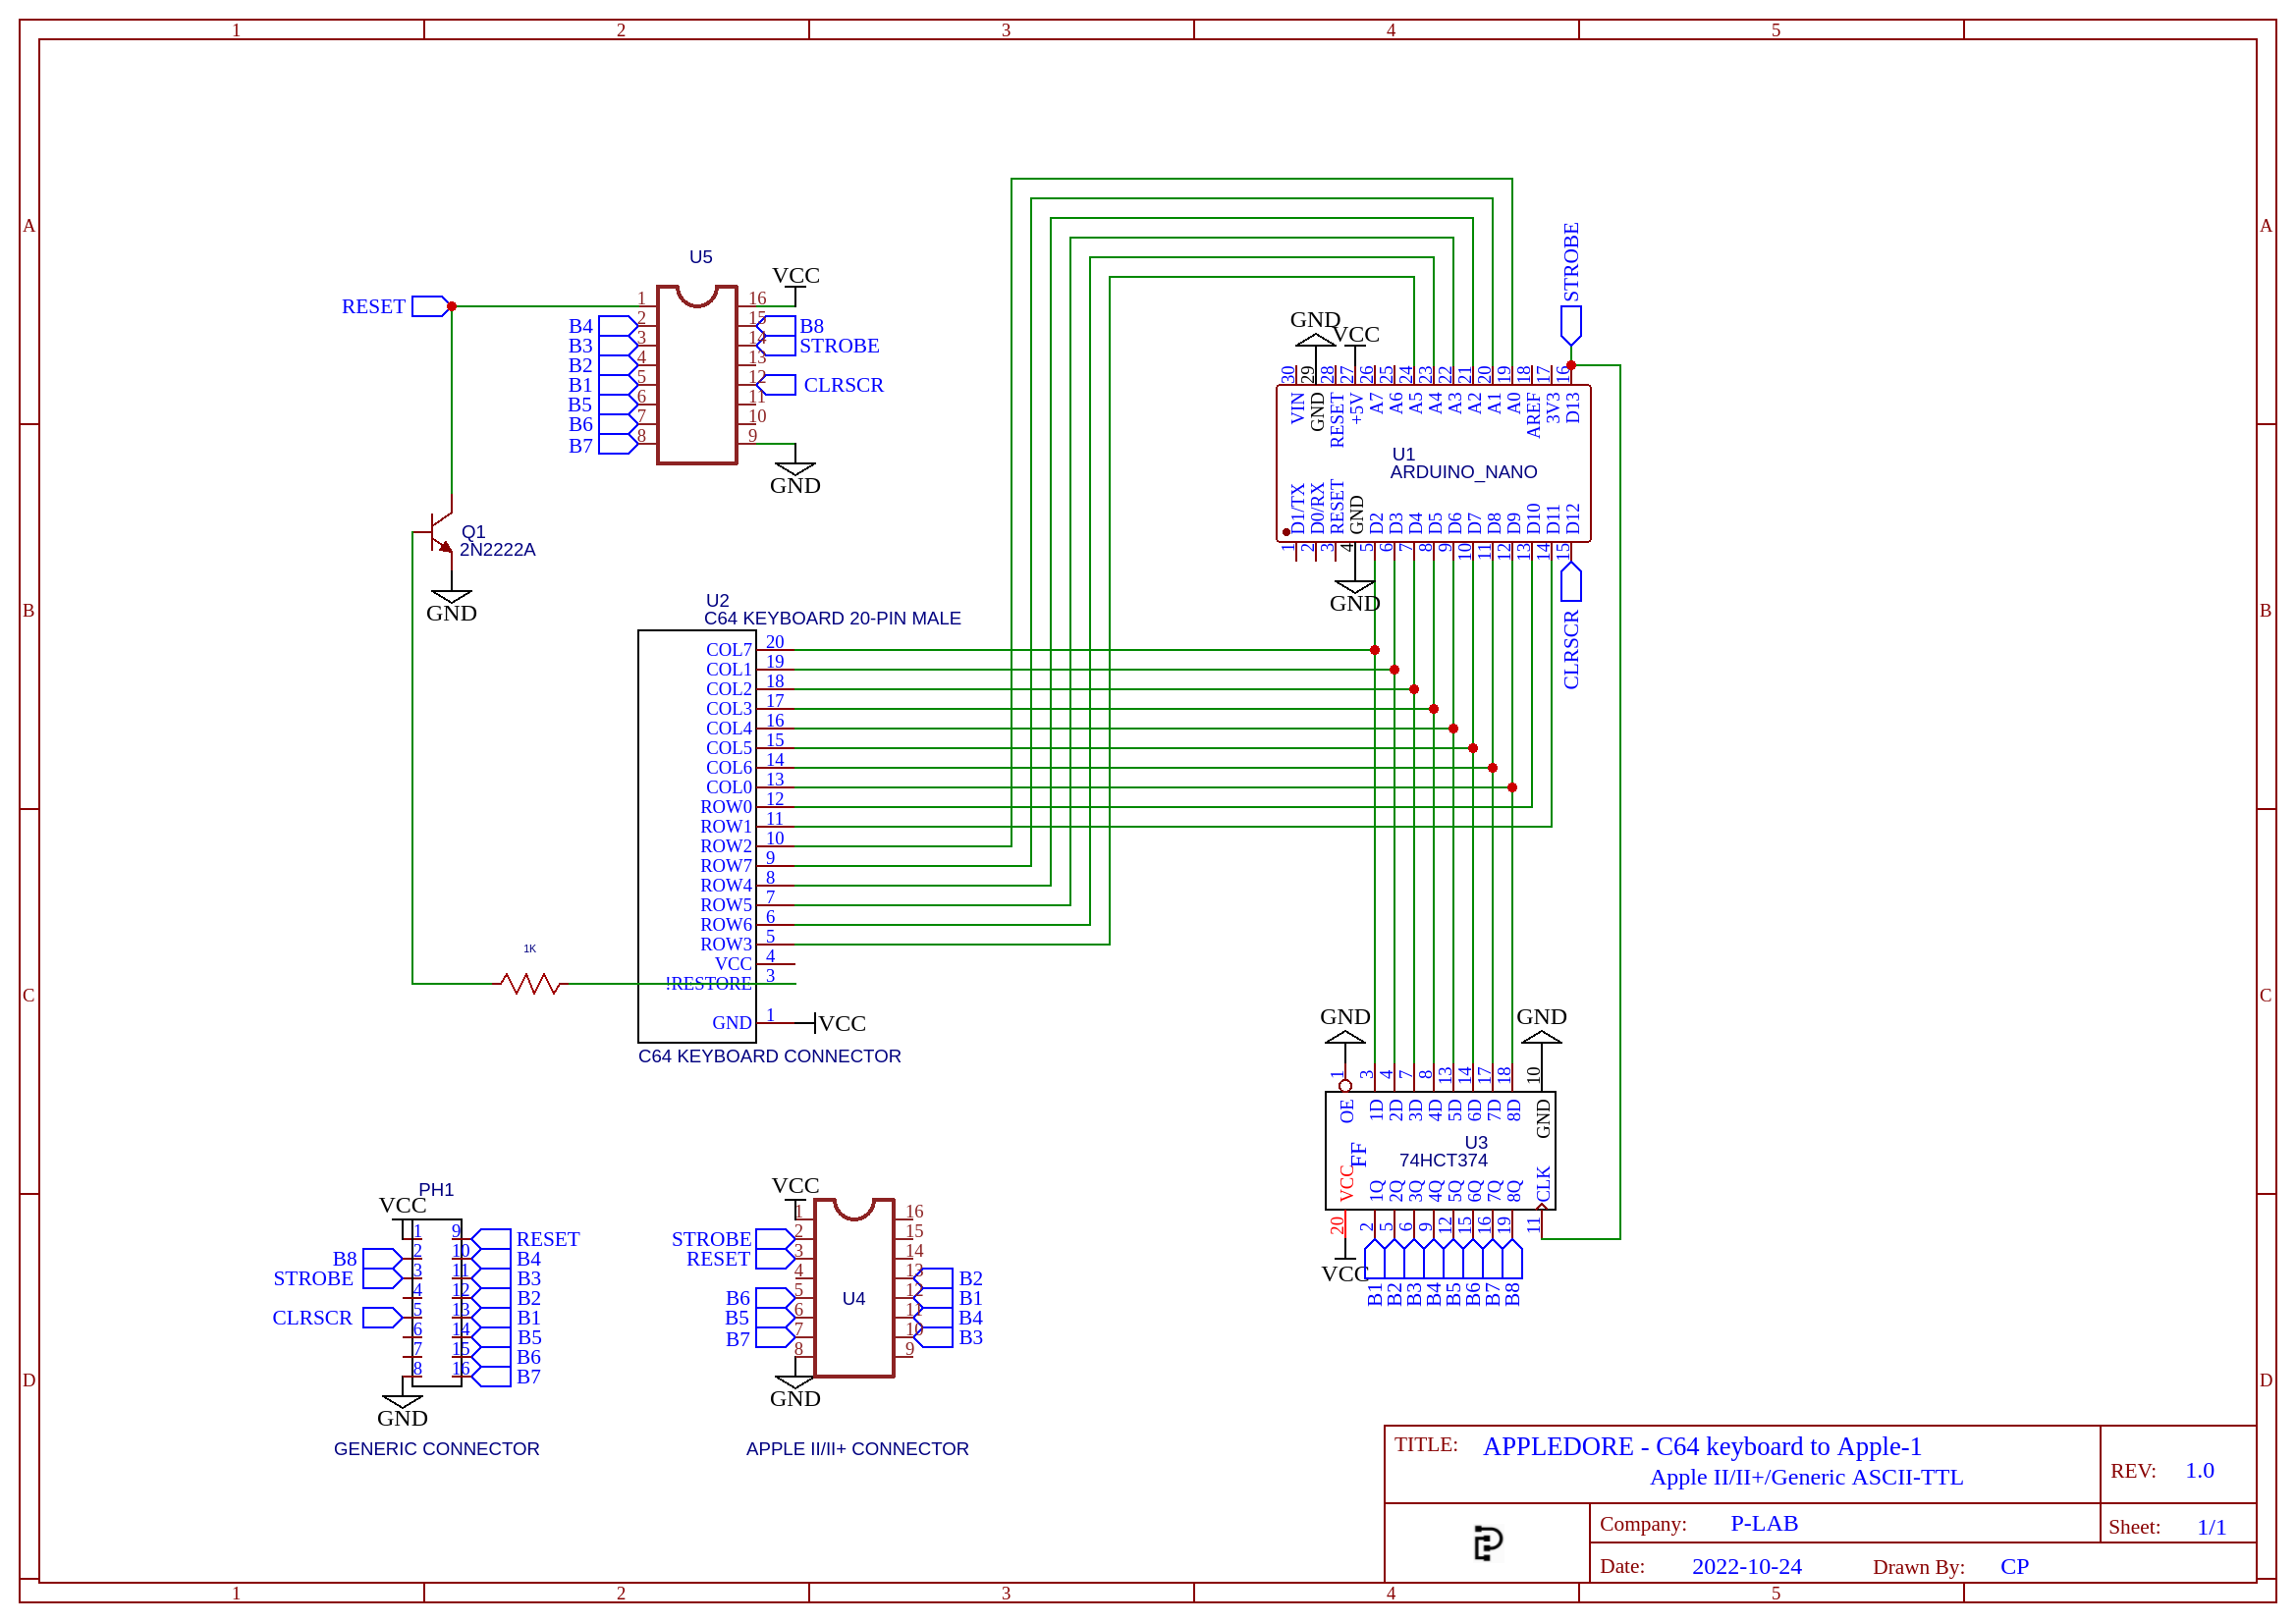 1 2 3 4 5
A A
B B
C C
D D
U5
RESET
1
2
3
4
5
6
7
8
B4
B3
B2
B1
B5
B6
B7
16
15
14
13
12
11
10
9
VCC
B8
STROBE
CLRSCR
GND
Q1
2N2222A
GND
1K
U2
C64 KEYBOARD 20-PIN MALE
COL7 20
COL1 19
COL2 18
COL3 17
COL4 16
COL5 15
COL6 14
COL0 13
ROW0 12
ROW1 11
ROW2 10
ROW7 9
ROW4 8
ROW5 7
ROW6 6
ROW3 5
VCC 4
!RESTORE 3
GND 1 VCC
C64 KEYBOARD CONNECTOR
STROBE
GND VCC
30 29 28 27 26 25 24 23 22 21 20 19 18 17 16
VIN GND RESET +5V A7 A6 A5 A4 A3 A2 A1 A0 AREF 3V3 D13
U1
ARDUINO_NANO
D1/TX D0/RX RESET GND D2 D3 D4 D5 D6 D7 D8 D9 D10 D11 D12
1 2 3 4 5 6 7 8 9 10 11 12 13 14 15
GND
CLRSCR
GND GND
1 3 4 7 8 13 14 17 18 10
OE 1D 2D 3D 4D 5D 6D 7D 8D GND
U3
FF 74HCT374
VCC 1Q 2Q 3Q 4Q 5Q 6Q 7Q 8Q CLK
20 2 5 6 9 12 15 16 19 11
VCC
B1 B2 B3 B4 B5 B6 B7 B8
PH1
VCC
1 9 RESET
B8 2 10 B4
STROBE 3 11 B3
4 12 B2
CLRSCR 5 13 B1
6 14 B5
7 15 B6
8 16 B7
GND
GENERIC CONNECTOR
VCC
1 16
STROBE 2 15
RESET 3 14
4 13 B2
B6 5 12 B1
B5 6 11 B4
B7 7 10 B3
8 9
U4
GND
APPLE II/II+ CONNECTOR
TITLE: APPLEDORE - C64 keyboard to Apple-1
Apple II/II+/Generic ASCII-TTL
REV: 1.0
Company: P-LAB
Sheet: 1/1
Date: 2022-10-24 Drawn By: CP
1 2 3 4 5